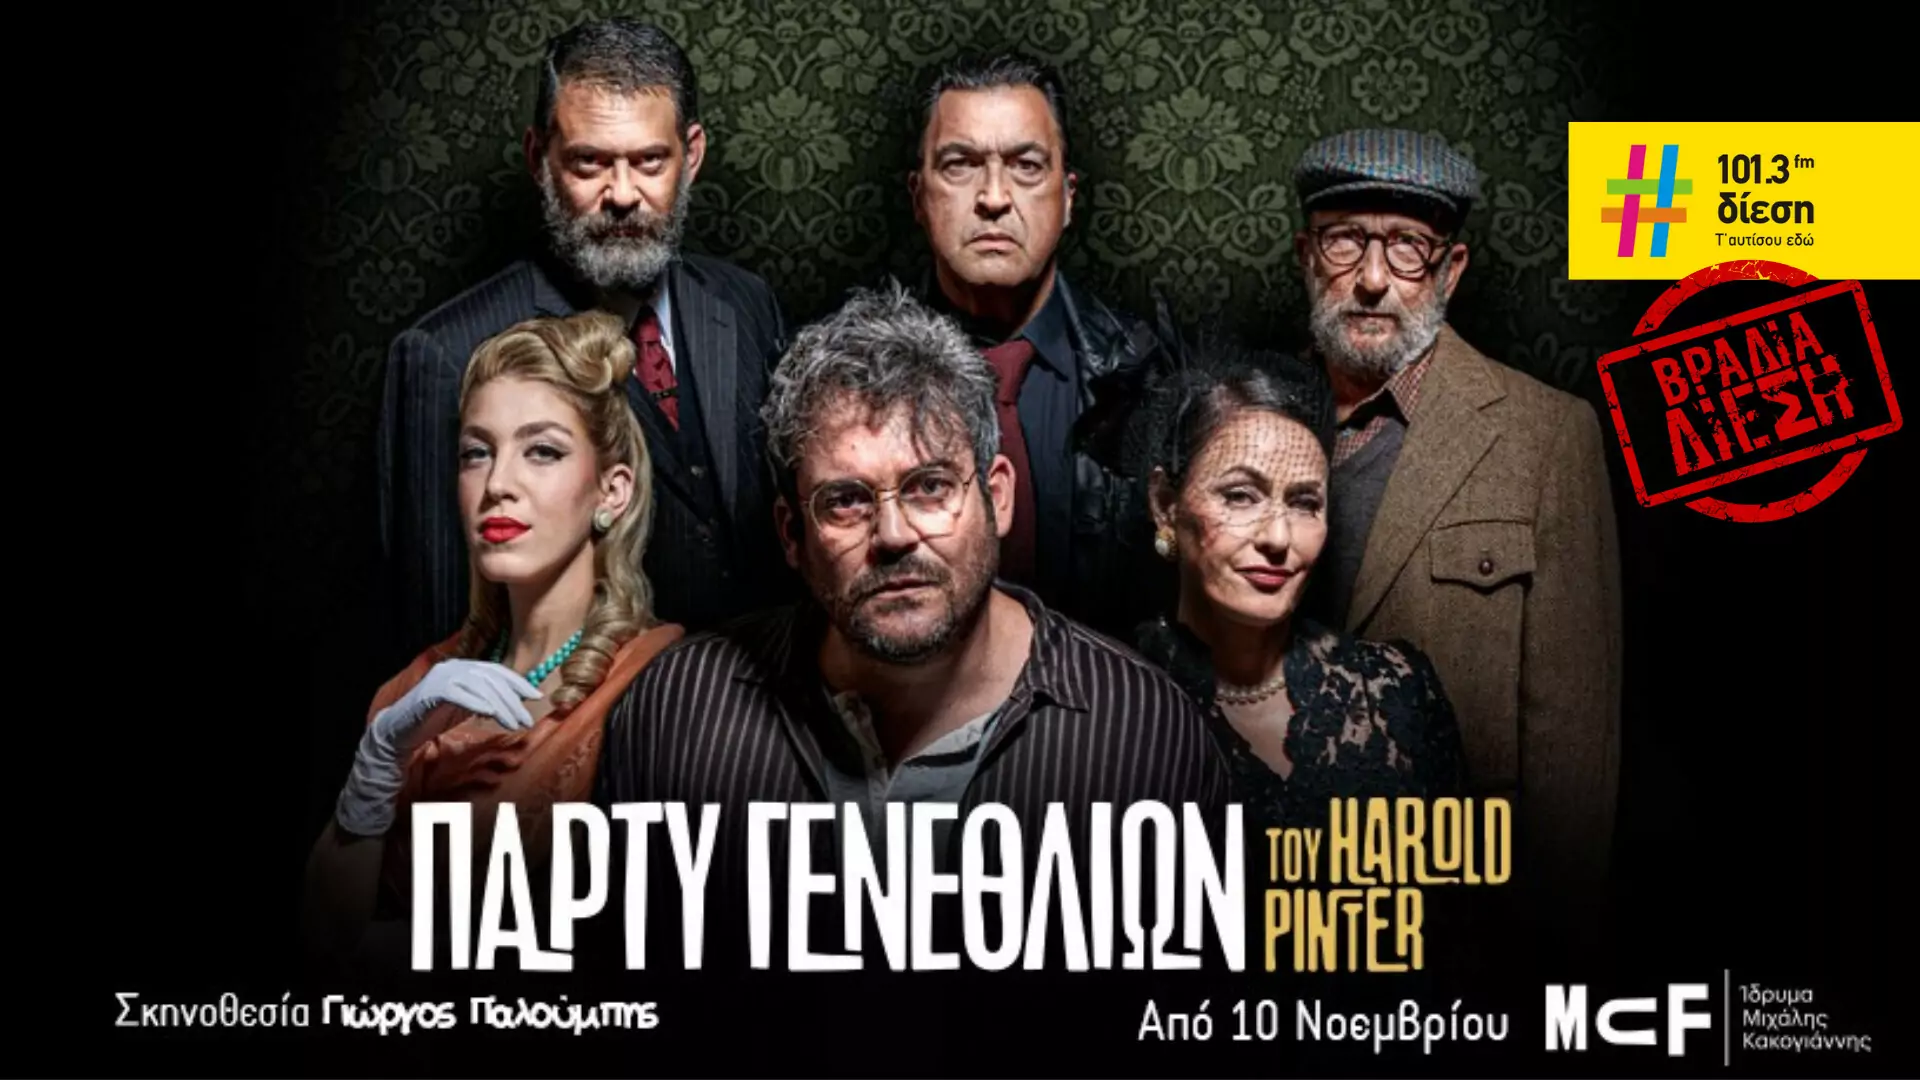 101.3 fm
δίεση
Τ'αυτίσου εδώ
ΒΡΑΔΙΑ
ΔΙΕΣΗ
ΠΑΡΤΥ ΓΕΝΕΘΛΙΩΝ
ΤΟΥ HAROLD
PINTER
Σκηνοθεσία Γιώργος Παλούμπης
Από 10 Νοεμβρίου
MCF
Ίδρυμα
Μιχάλης
Κακογιάννης